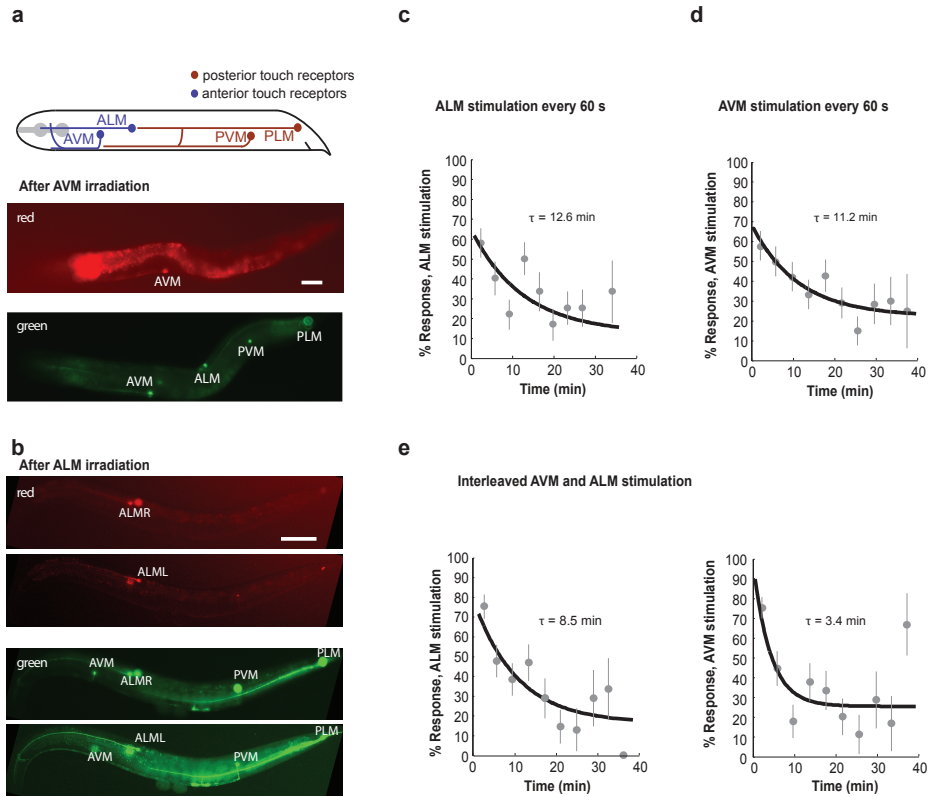 a
posterior touch receptors
anterior touch receptors
ALM
AVM
PVM
PLM
After AVM irradiation
red
AVM
green
PLM
PVM
ALM
AVM
b
After ALM irradiation
red
ALMR
ALML
green
AVM
ALMR
PVM
PLM
AVM
ALML
PVM
PLM
c
ALM stimulation every 60 s
% Response, ALM stimulation
100
90
80
70
60
50
40
30
20
10
0
τ = 12.6 min
0 10 20 30 40
Time (min)
d
AVM stimulation every 60 s
% Response, AVM stimulation
100
90
80
70
60
50
40
30
20
10
0
τ = 11.2 min
0 10 20 30 40
Time (min)
e
Interleaved AVM and ALM stimulation
% Response, ALM stimulation
100
90
80
70
60
50
40
30
20
10
0
τ = 8.5 min
0 10 20 30 40
Time (min)
% Response, AVM stimulation
100
90
80
70
60
50
40
30
20
10
0
τ = 3.4 min
0 10 20 30 40
Time (min)